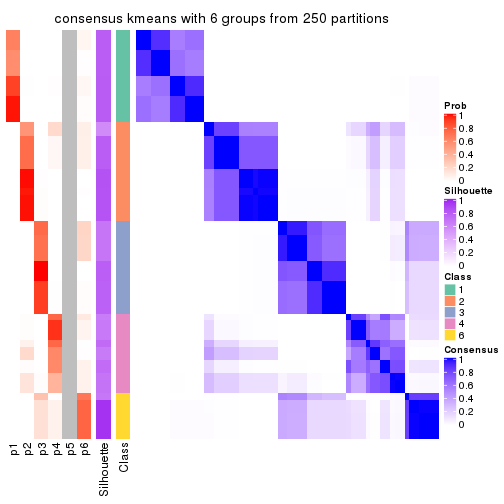 consensus kmeans with 6 groups from 250 partitions
Prob
1
0.8
0.6
0.4
0.2
0
Silhouette
1
0.8
0.6
0.4
0.2
0
Class
1
2
3
4
6
Consensus
1
0.8
0.6
0.4
0.2
0
p1
p2
p3
p4
p5
p6
Silhouette
Class